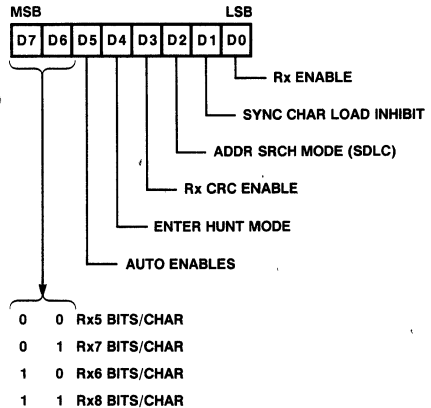 MSB LSB
D7 D6 D5 D4 D3 D2 D1 D0
Rx ENABLE
SYNC CHAR LOAD INHIBIT
ADDR SRCH MODE (SDLC)
Rx CRC ENABLE
ENTER HUNT MODE
AUTO ENABLES
0 0 Rx5 BITS/CHAR
0 1 Rx7 BITS/CHAR
1 0 Rx6 BITS/CHAR
1 1 Rx8 BITS/CHAR